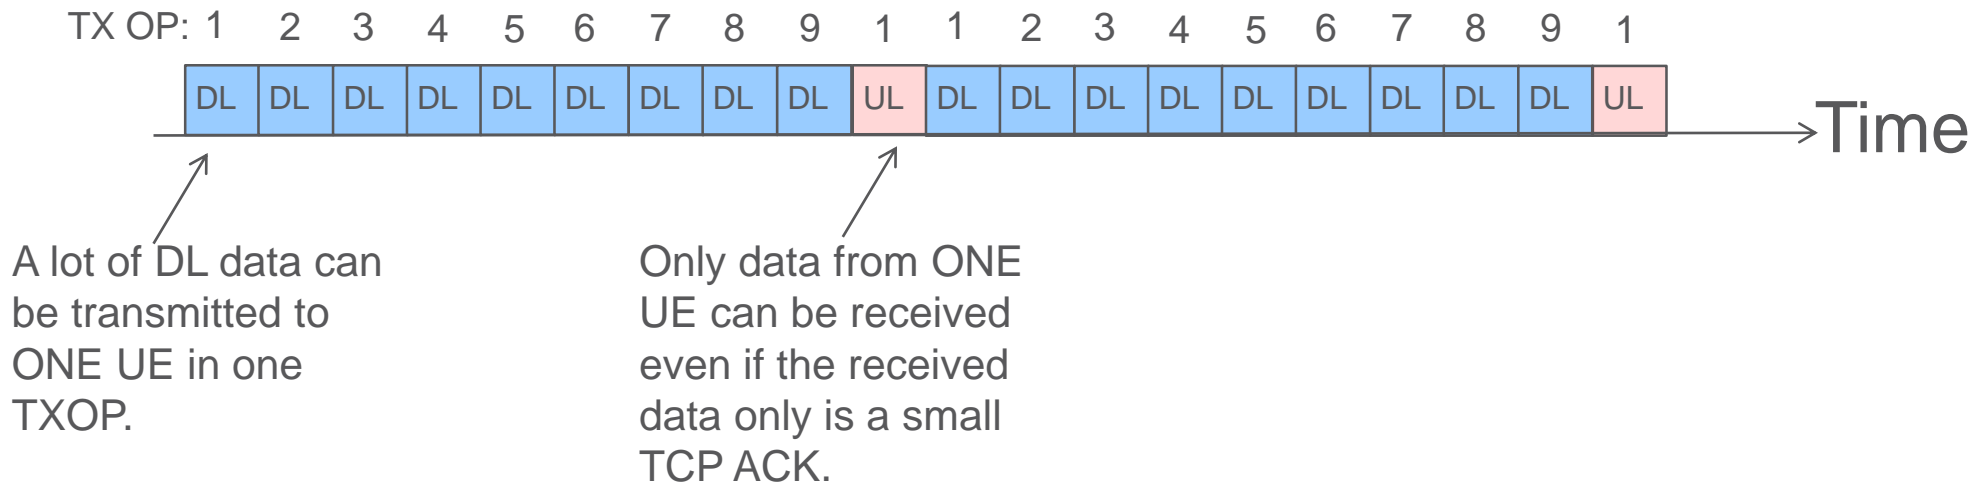 TX OP: 1 2 3 4 5 6 7 8 9 1 1 2 3 4 5 6 7 8 9 1
DL DL DL DL DL DL DL DL DL UL DL DL DL DL DL DL DL DL DL UL
Time
A lot of DL data can
be transmitted to
ONE UE in one
TXOP.
Only data from ONE
UE can be received
even if the received
data only is a small
TCP ACK.